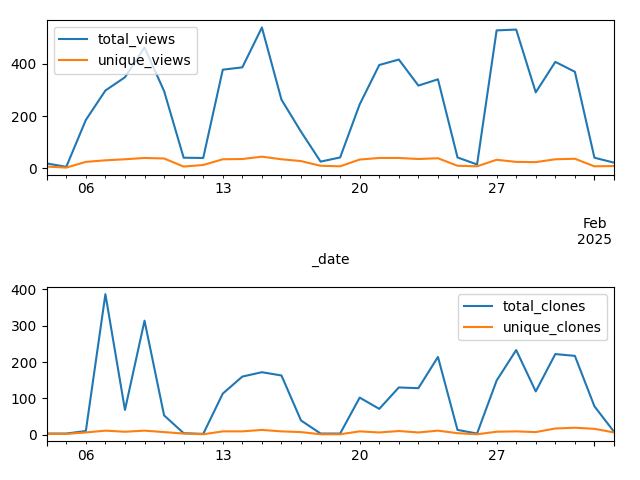 total_views
unique_views
400
200
0
06
13
20
27
Feb
2025
_date
total_clones
unique_clones
400
300
200
100
0
06
13
20
27